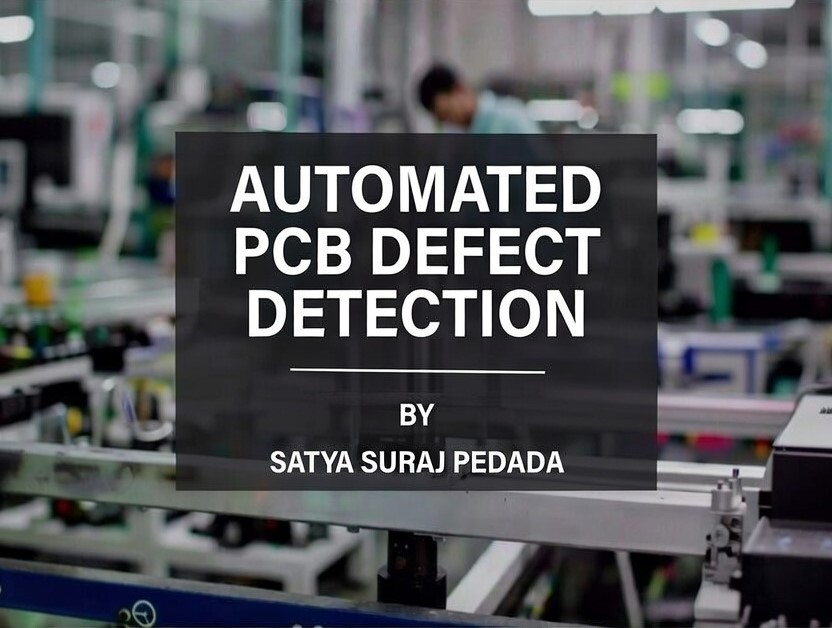 AUTOMATED
PCB DEFECT
DETECTION
BY
SATYA SURAJ PEDADA